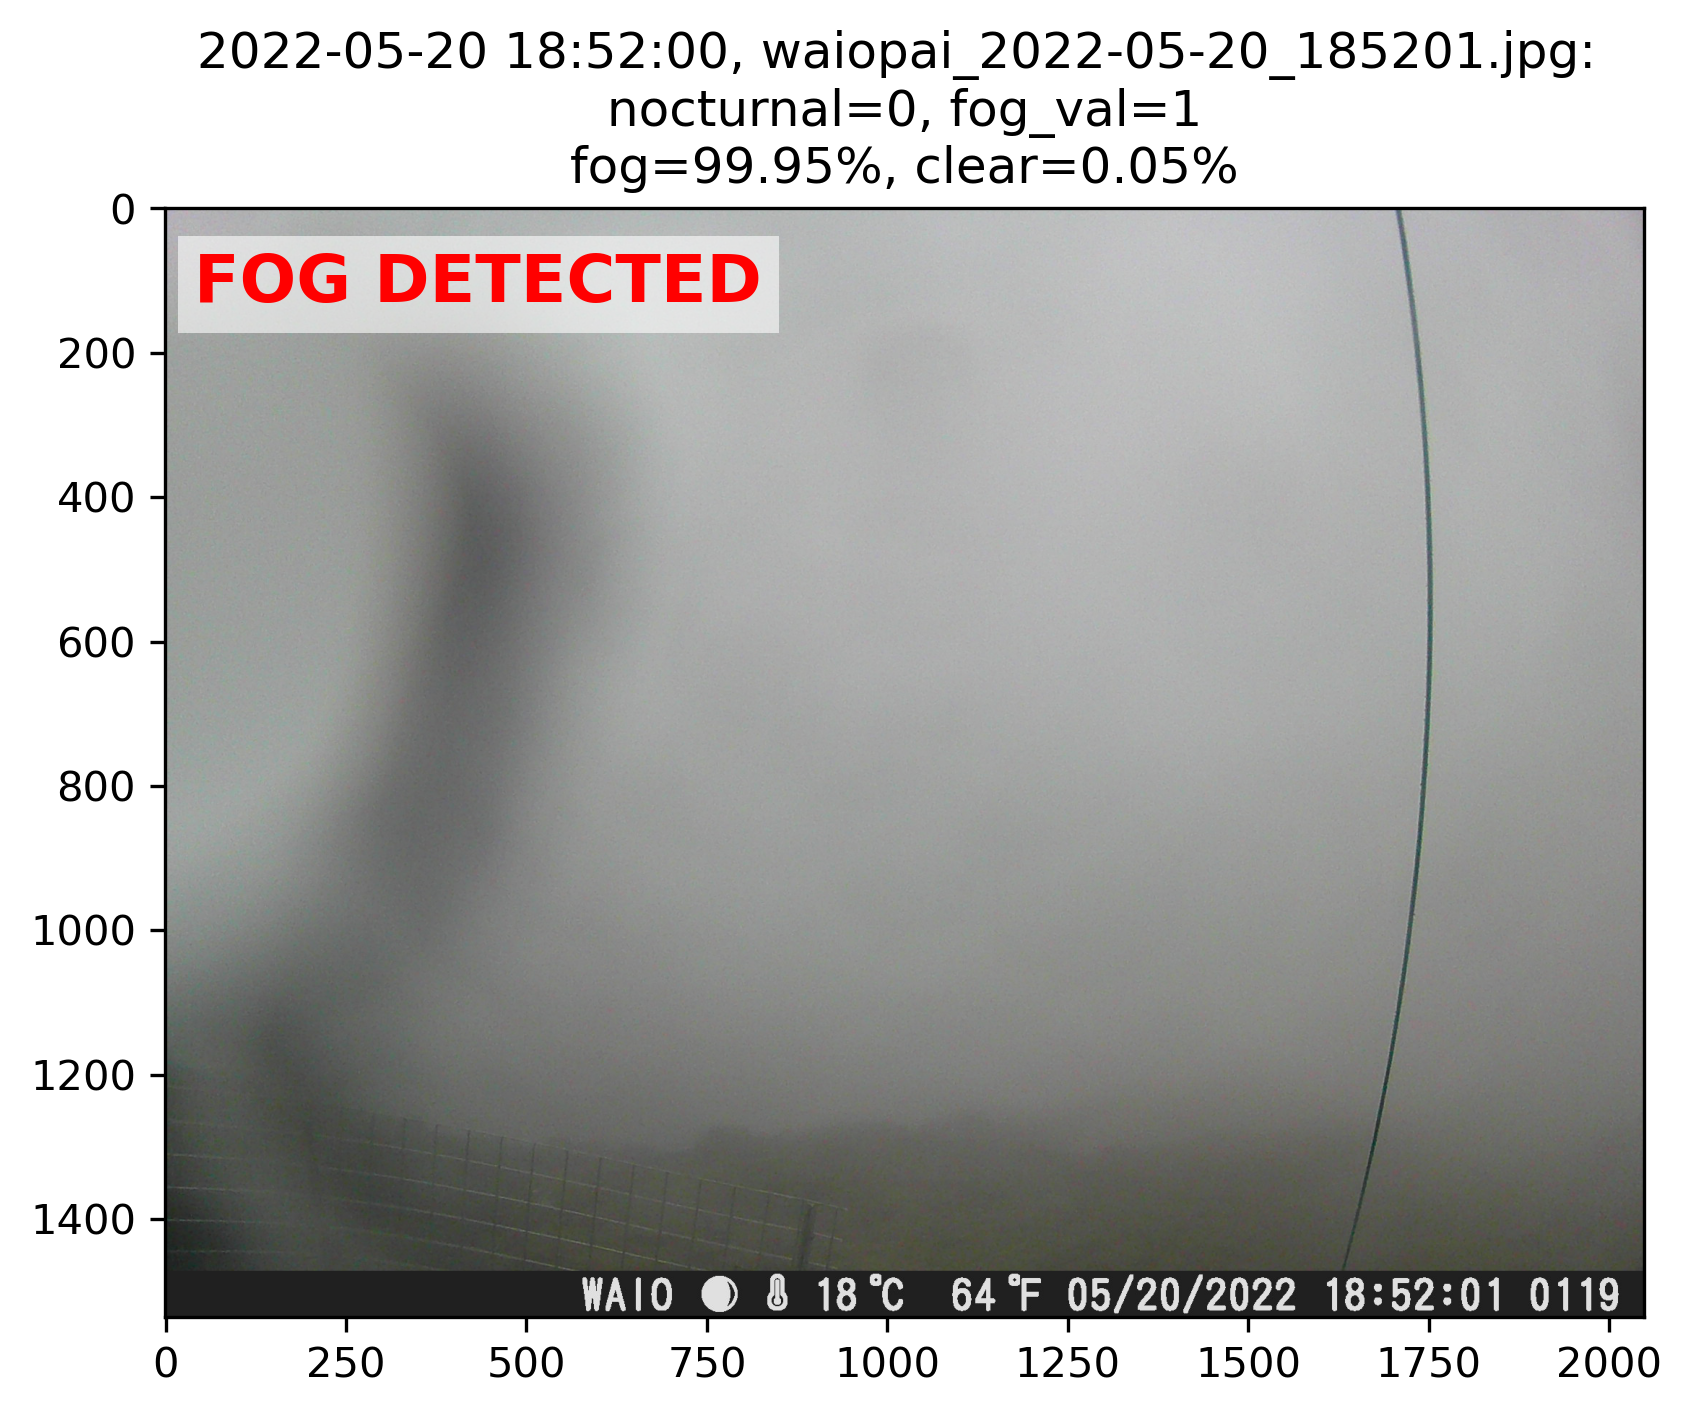 2022-05-20 18:52:00, waiopai_2022-05-20_185201.jpg:
nocturnal=0, fog_val=1
fog=99.95%, clear=0.05%
FOG DETECTED
0
200
400
600
800
1000
1200
1400
WAIO 18°C 64°F 05/20/2022 18:52:01 0119
0 250 500 750 1000 1250 1500 1750 2000